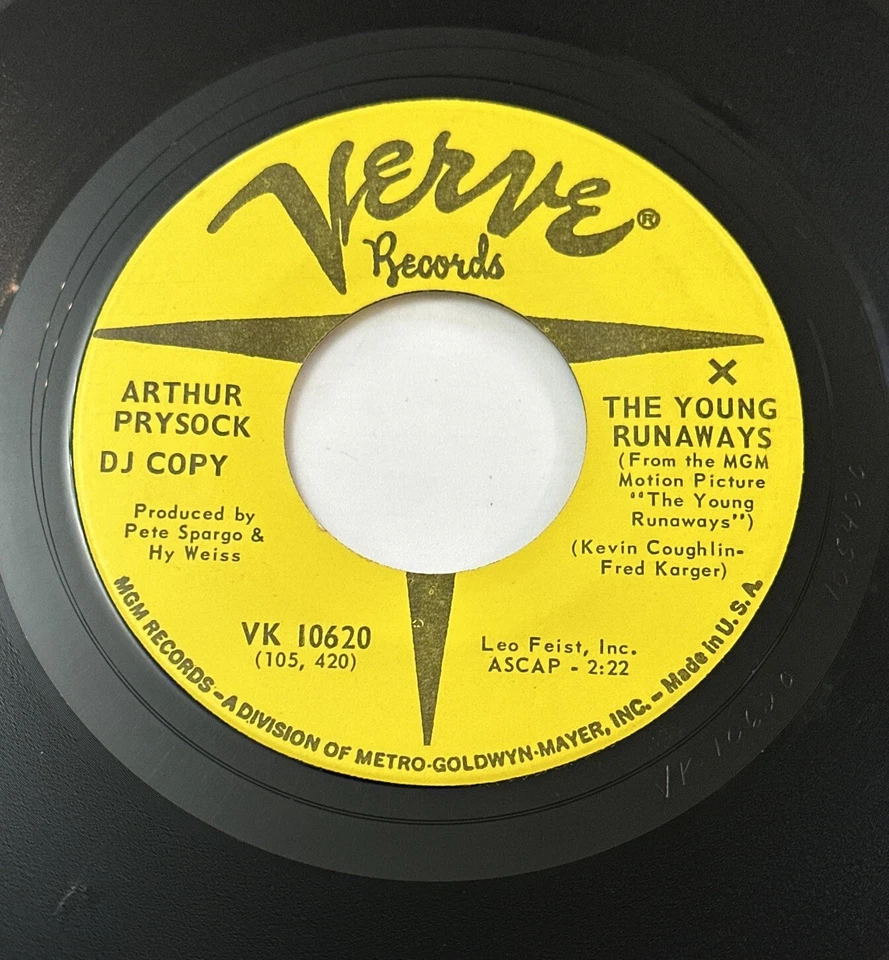 Verve®
Records
ARTHUR
PRYSOCK
DJ COPY
Produced by
Pete Spargo &
Hy Weiss
VK 10620
(105, 420)
X
THE YOUNG
RUNAWAYS
(From the MGM
Motion Picture
"The Young
Runaways")
(Kevin Coughlin-
Fred Karger)
Leo Feist, Inc.
ASCAP - 2:22
MGM RECORDS - A DIVISION OF METRO-GOLDWYN-MAYER, INC. - Made in U.S.A.
VK-10620